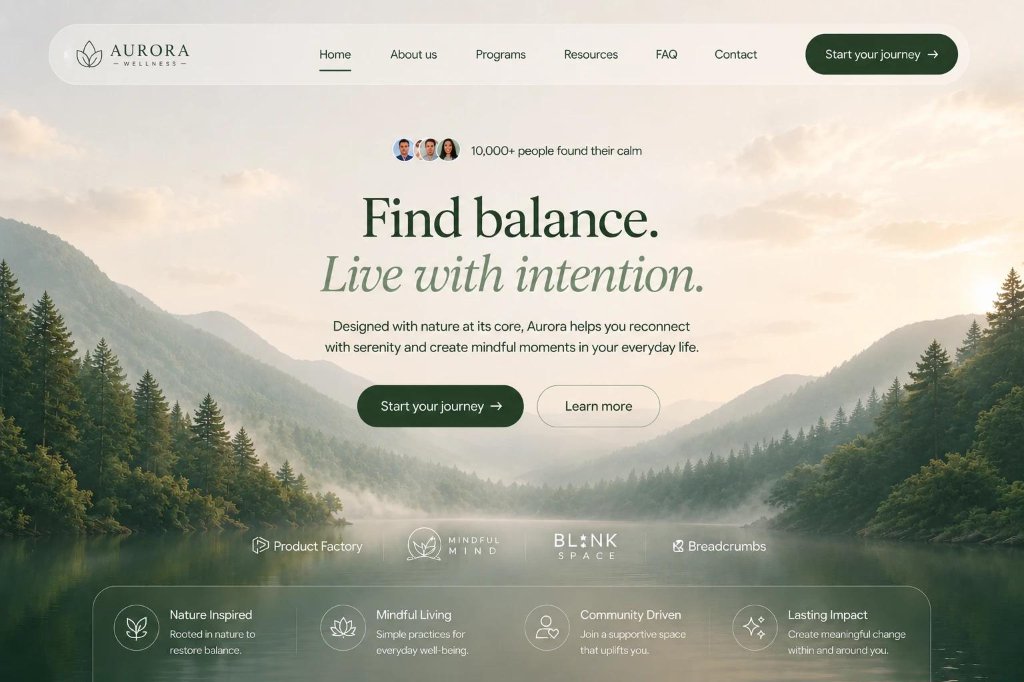 AURORA
WELLNESS
Home
About us
Programs
Resources
FAQ
Contact
Start your journey →
10,000+ people found their calm
Find balance.
Live with intention.
Designed with nature at its core, Aurora helps you reconnect
with serenity and create mindful moments in your everyday life.
Start your journey →
Learn more
Product Factory
MINDFUL
MIND
BLINK
SPACE
Breadcrumbs
Nature Inspired
Rooted in nature to
restore balance.
Mindful Living
Simple practices for
everyday well-being.
Community Driven
Join a supportive space
that uplifts you.
Lasting Impact
Create meaningful change
within and around you.